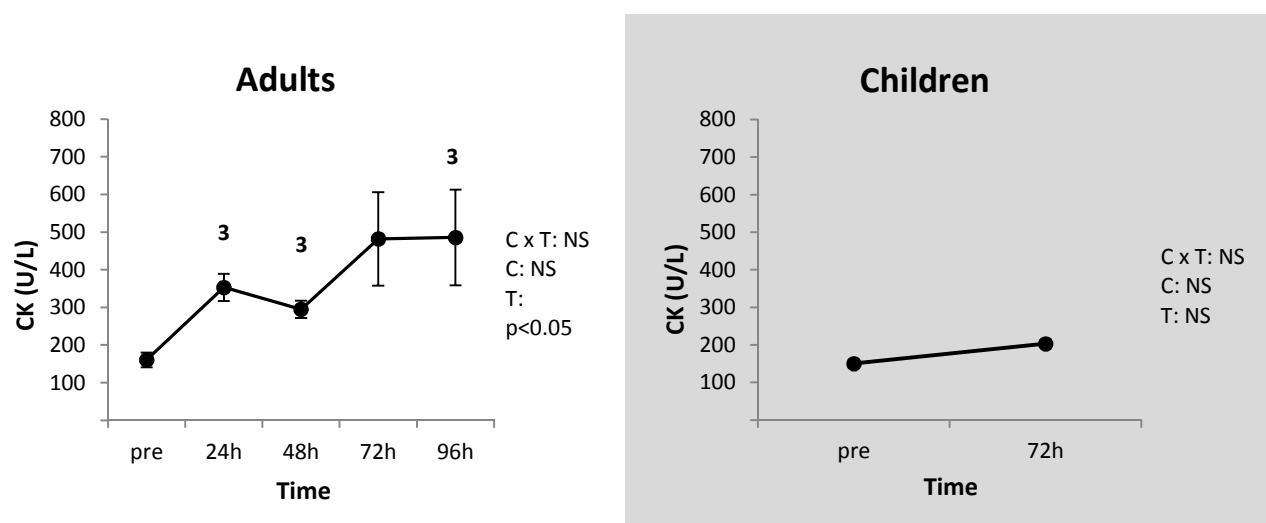 Adults
800
700
600
500
400
300
200
100
CK (U/L)
3
3
3
pre 24h 48h 72h 96h
Time
C x T: NS
C: NS
T:
p<0.05
Children
800
700
600
500
400
300
200
100
CK (U/L)
pre 72h
Time
C x T: NS
C: NS
T: NS